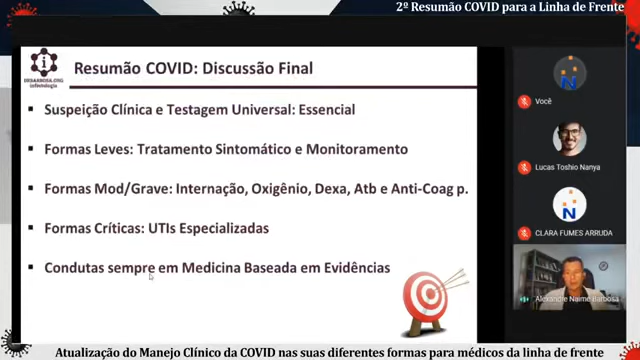 2º Resumão COVID para a Linha de Frente
DRBARBOSA.ORG
infectologia
Resumão COVID: Discussão Final
Suspeição Clínica e Testagem Universal: Essencial
Formas Leves: Tratamento Sintomático e Monitoramento
Formas Mod/Grave: Internação, Oxigênio, Dexa, Atb e Anti-Coag p.
Formas Críticas: UTIs Especializadas
Condutas sempre em Medicina Baseada em Evidências
Você
Lucas Toshio Nanya
N
CLARA FUMES ARRUDA
Alexandre Naime Barbosa
Atualização do Manejo Clínico da COVID nas suas diferentes formas para médicos da linha de frente